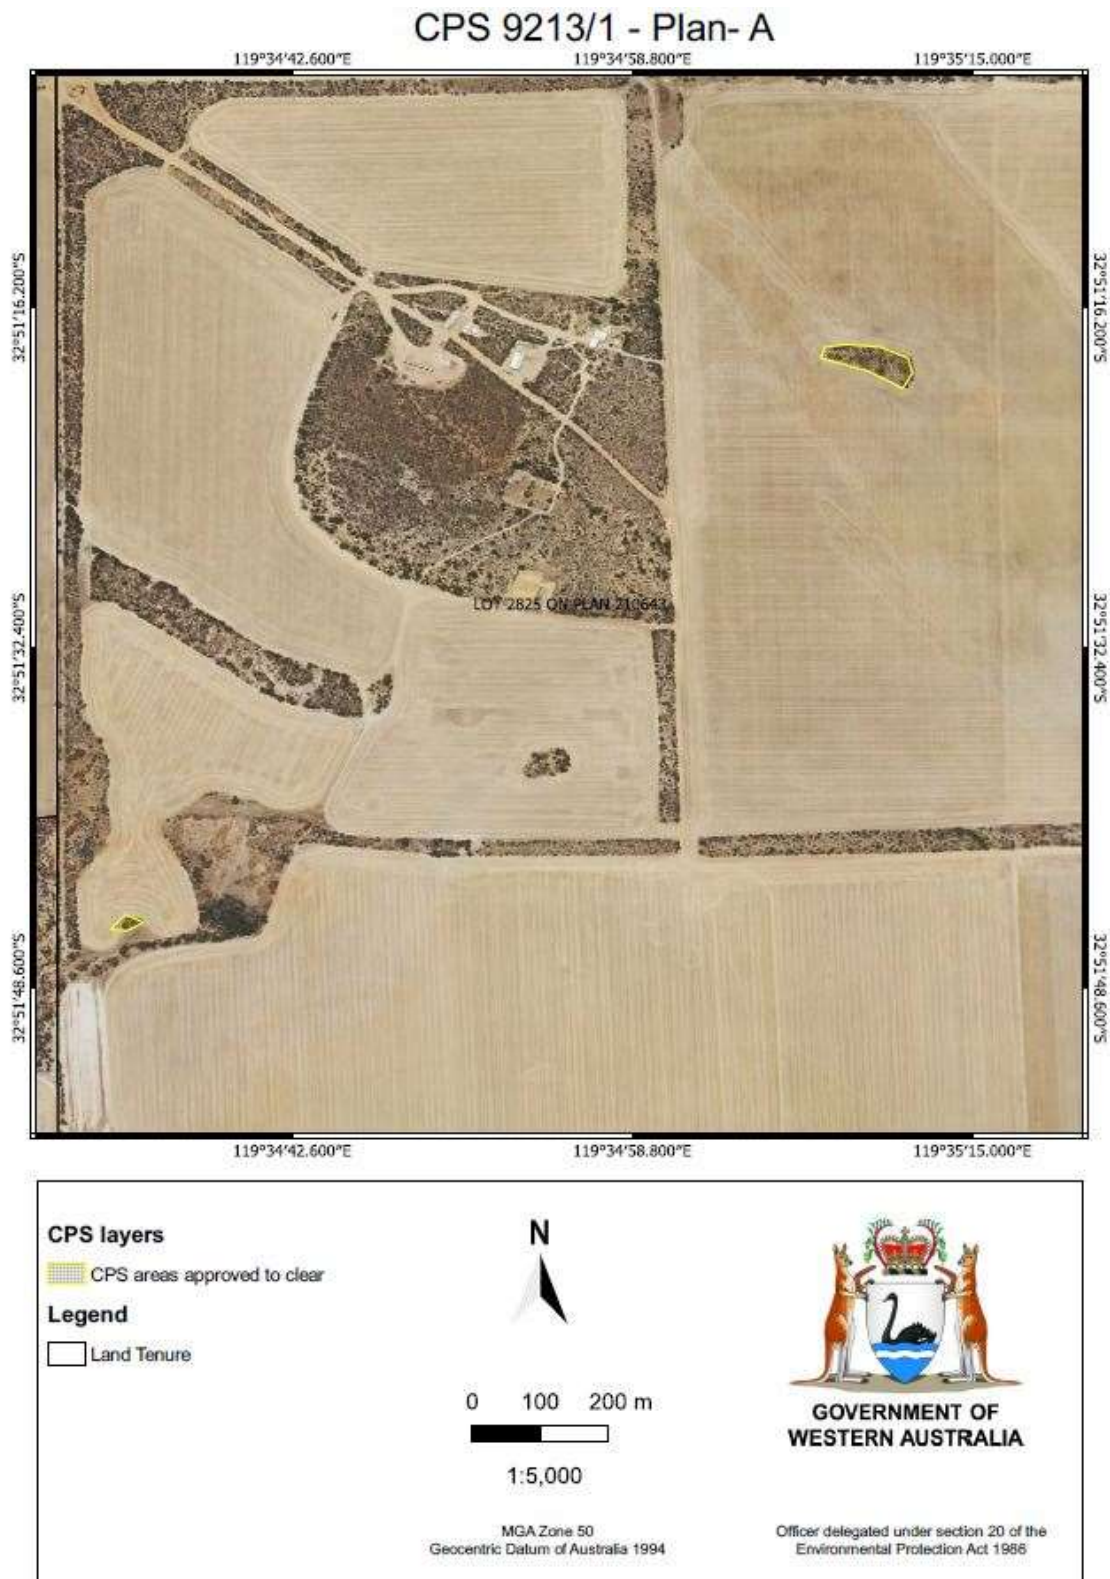 CPS 9213/1 - Plan- A
119°34'42.600"E 119°34'58.800"E 119°35'15.000"E
32°51'16.200"S 32°51'16.200"S
LOT 2825 ON PLAN 210643
32°51'32.400"S 32°51'32.400"S
32°51'48.600"S 32°51'48.600"S
119°34'42.600"E 119°34'58.800"E 119°35'15.000"E
CPS layers
CPS areas approved to clear
Legend
Land Tenure
N
0 100 200 m
1:5,000
MGA Zone 50
Geocentric Datum of Australia 1994
GOVERNMENT OF
WESTERN AUSTRALIA
Officer delegated under section 20 of the
Environmental Protection Act 1986